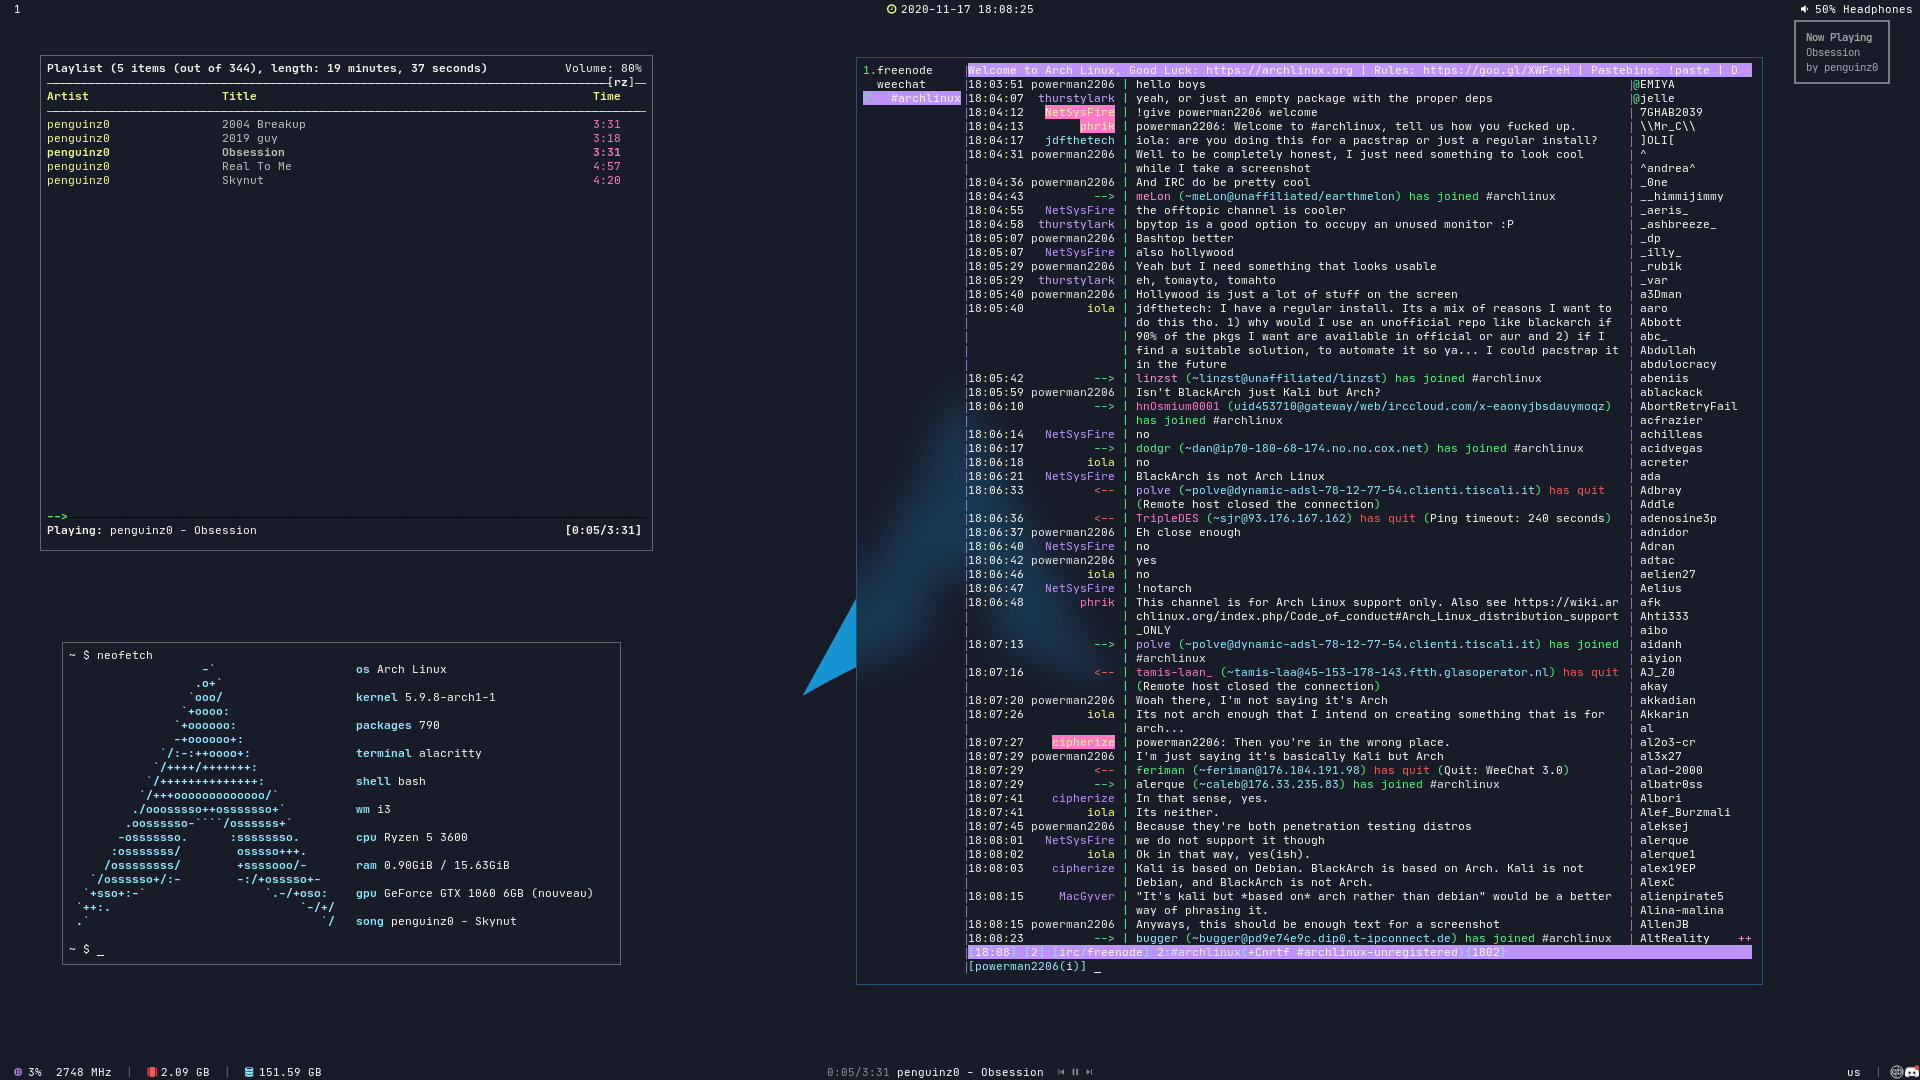 1
2020-11-17 18:08:25
50% Headphones
Now Playing
Obsession
by penguinz0
Playlist (5 items (out of 344), length: 19 minutes, 37 seconds) Volume: 80%
[rz]
Artist Title Time
penguinz0 2004 Breakup 3:31
penguinz0 2019 guy 3:18
penguinz0 Obsession 3:31
penguinz0 Real To Me 4:57
penguinz0 Skynut 4:20
-->
Playing: penguinz0 - Obsession [0:05/3:31]
~ $ neofetch
os Arch Linux
kernel 5.9.8-arch1-1
packages 790
terminal alacritty
shell bash
wm i3
cpu Ryzen 5 3600
ram 0.90GiB / 15.63GiB
gpu GeForce GTX 1060 6GB (nouveau)
song penguinz0 - Skynut
~ $ _
1.freenode
weechat
#archlinux
Welcome to Arch Linux, Good Luck: https://archlinux.org | Rules: https://goo.gl/XWFreH | Pastebins: !paste | D
18:03:51 powerman2206 | hello boys
18:04:07 thurstylark | yeah, or just an empty package with the proper deps
18:04:12 NetSysFire | !give powerman2206 welcome
18:04:13 phrik | powerman2206: Welcome to #archlinux, tell us how you fucked up.
18:04:17 jdfthetech | iola: are you doing this for a pacstrap or just a regular install?
18:04:31 powerman2206 | Well to be completely honest, I just need something to look cool
| while I take a screenshot
18:04:36 powerman2206 | And IRC do be pretty cool
18:04:43 --> | meLon (~meLon@unaffiliated/earthmelon) has joined #archlinux
18:04:55 NetSysFire | the offtopic channel is cooler
18:04:58 thurstylark | bpytop is a good option to occupy an unused monitor :P
18:05:07 powerman2206 | Bashtop better
18:05:07 NetSysFire | also hollywood
18:05:29 powerman2206 | Yeah but I need something that looks usable
18:05:29 thurstylark | eh, tomayto, tomahto
18:05:40 powerman2206 | Hollywood is just a lot of stuff on the screen
18:05:40 iola | jdfthetech: I have a regular install. Its a mix of reasons I want to
| do this tho. 1) why would I use an unofficial repo like blackarch if
| 90% of the pkgs I want are available in official or aur and 2) if I
| find a suitable solution, to automate it so ya... I could pacstrap it
| in the future
18:05:42 --> | linzst (~linzst@unaffiliated/linzst) has joined #archlinux
18:05:59 powerman2206 | Isn't BlackArch just Kali but Arch?
18:06:10 --> | hnOsmium0001 (uid453710@gateway/web/irccloud.com/x-eaonyjbsdauymoqz)
| has joined #archlinux
18:06:14 NetSysFire | no
18:06:17 --> | dodgr (~dan@ip70-180-68-174.no.no.cox.net) has joined #archlinux
18:06:18 iola | no
18:06:21 NetSysFire | BlackArch is not Arch Linux
18:06:33 <-- | polve (~polve@dynamic-adsl-78-12-77-54.clienti.tiscali.it) has quit
| (Remote host closed the connection)
18:06:36 <-- | TripleDES (~sjr@93.176.167.162) has quit (Ping timeout: 240 seconds)
18:06:37 powerman2206 | Eh close enough
18:06:40 NetSysFire | no
18:06:42 powerman2206 | yes
18:06:46 iola | no
18:06:47 NetSysFire | !notarch
18:06:48 phrik | This channel is for Arch Linux support only. Also see https://wiki.ar
| chlinux.org/index.php/Code_of_conduct#Arch_Linux_distribution_support
| _ONLY
18:07:13 --> | polve (~polve@dynamic-adsl-78-12-77-54.clienti.tiscali.it) has joined
| #archlinux
18:07:16 <-- | tamis-laan_ (~tamis-laa@45-153-178-143.ftth.glasoperator.nl) has quit
| (Remote host closed the connection)
18:07:20 powerman2206 | Woah there, I'm not saying it's Arch
18:07:26 iola | Its not arch enough that I intend on creating something that is for
| arch...
18:07:27 cipherize | powerman2206: Then you're in the wrong place.
18:07:29 powerman2206 | I'm just saying it's basically Kali but Arch
18:07:29 <-- | feriman (~feriman@176.104.191.98) has quit (Quit: WeeChat 3.0)
18:07:29 --> | alerque (~caleb@176.33.235.83) has joined #archlinux
18:07:41 cipherize | In that sense, yes.
18:07:41 iola | Its neither.
18:07:45 powerman2206 | Because they're both penetration testing distros
18:08:01 NetSysFire | we do not support it though
18:08:02 iola | Ok in that way, yes(ish).
18:08:03 cipherize | Kali is based on Debian. BlackArch is based on Arch. Kali is not
| Debian, and BlackArch is not Arch.
18:08:15 MacGyver | "It's kali but *based on* arch rather than debian" would be a better
| way of phrasing it.
18:08:15 powerman2206 | Anyways, this should be enough text for a screenshot
18:08:23 --> | bugger (~bugger@pd9e74e9c.dip0.t-ipconnect.de) has joined #archlinux
[18:08] [2] [irc/freenode] 2:#archlinux(+Cnrtf #archlinux-unregistered){1802}
[powerman2206(i)] _
@EMIYA
@jelle
7GHAB2039
\\Mr_C\\
]OLI[
^
^andrea^
_0ne
__himmijimmy
_aeris_
_ashbreeze_
_dp
_illy_
_rubik
_var
a3Dman
aaro
Abbott
abc_
Abdullah
abdulocracy
abeniis
ablackack
AbortRetryFail
acfrazier
achilleas
acidvegas
acreter
ada
Adbray
Addle
adenosine3p
adnidor
Adran
adtac
aelien27
Aelius
afk
Ahti333
aibo
aidanh
aiyion
AJ_Z0
akay
akkadian
Akkarin
al
al2o3-cr
al3x27
alad-2000
albatr0ss
Albori
Alef_Burzmali
aleksej
alerque
alerque1
alex19EP
AlexC
alienpirate5
Alina-malina
AllenJB
AltReality ++
3% 2748 MHz | 2.09 GB | 151.59 GB
0:05/3:31 penguinz0 - Obsession
us |